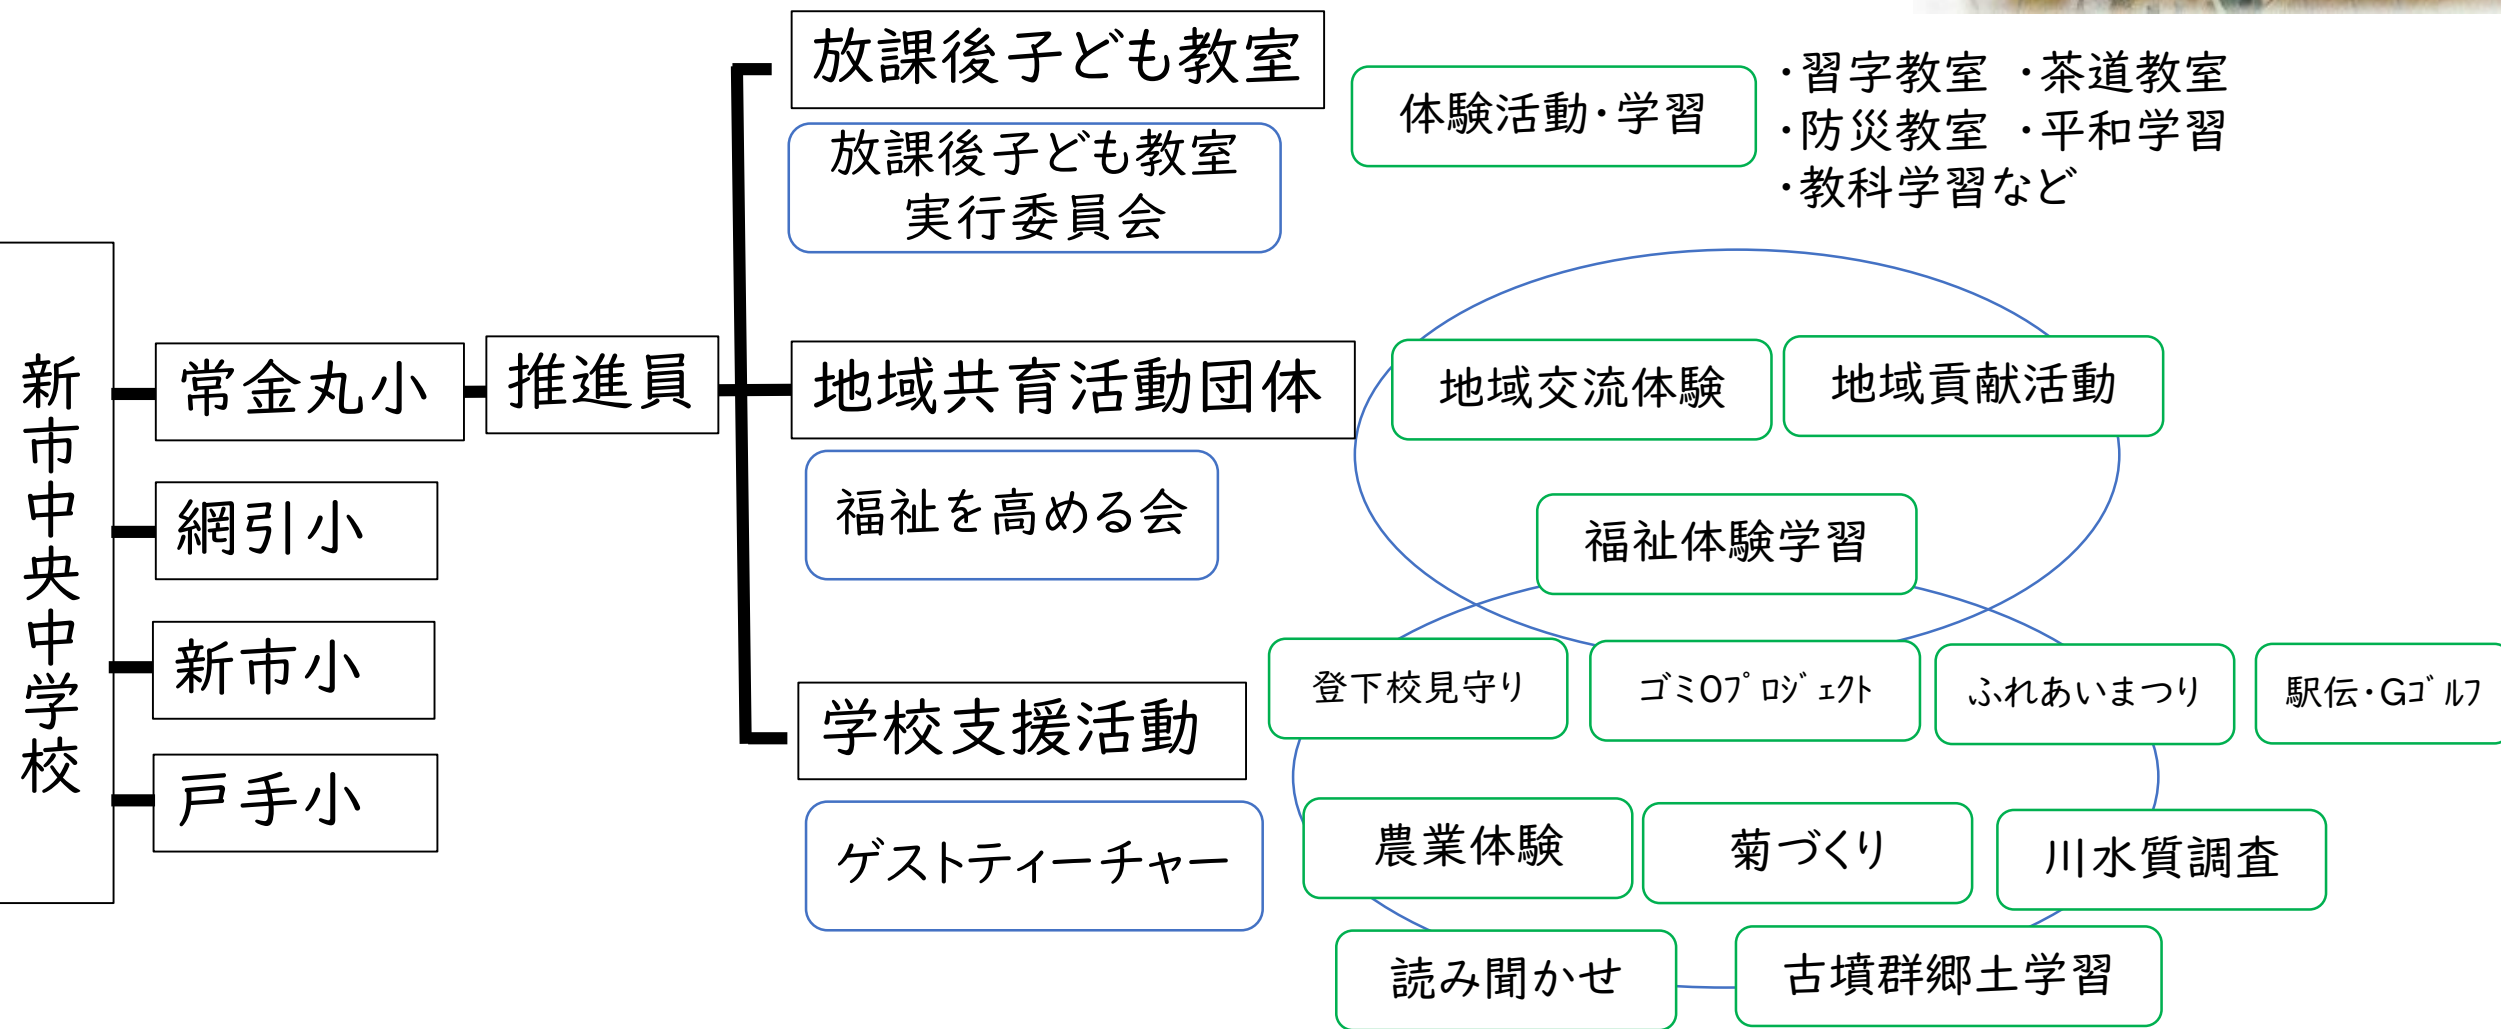 新市中央中学校
常金丸小
網引小
新市小
戸手小
推進員
放課後子ども教室
放課後子ども教室
実行委員会
地域共育活動団体
福祉を高める会
学校支援活動
ゲストティーチャー
体験活動・学習
・習字教室　・茶道教室
・防災教室　・平和学習
・教科学習など
地域交流体験
地域貢献活動
福祉体験学習
登下校見守り
ゴミ0プロジェクト
ふれあいまつり
駅伝・Gゴルフ
農業体験
菊づくり
川水質調査
読み聞かせ
古墳群郷土学習